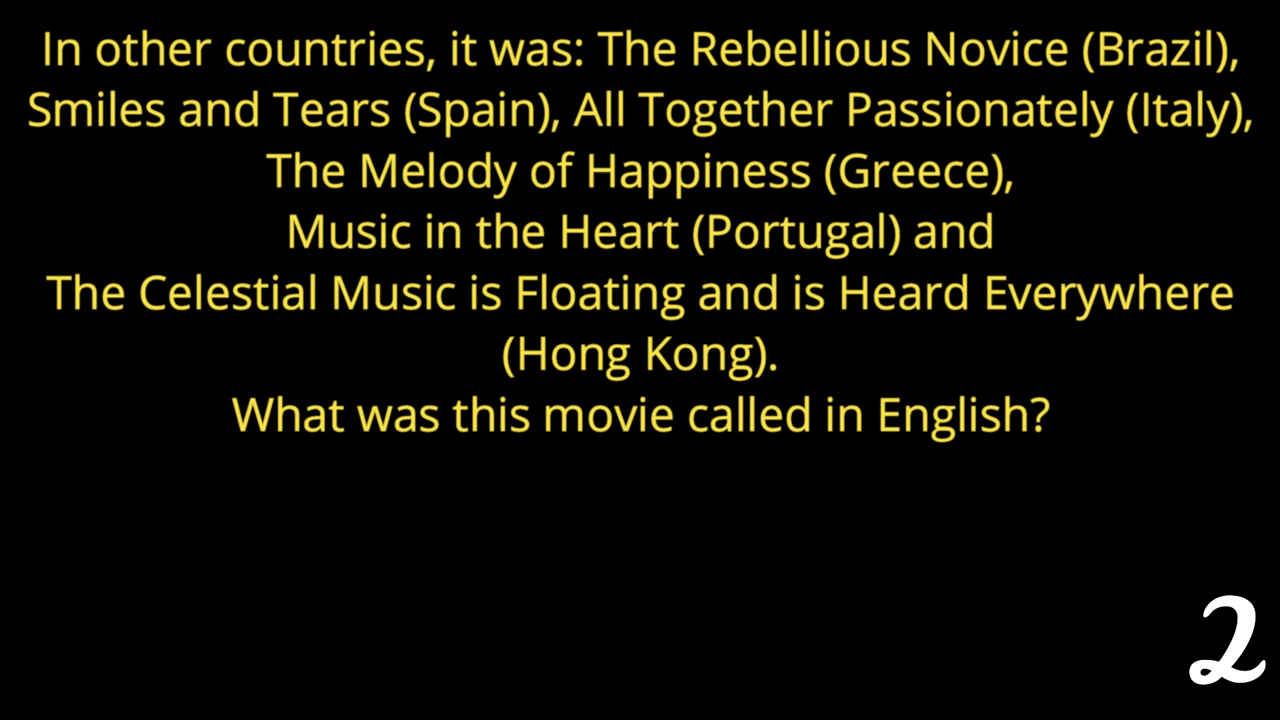 In other countries, it was: The Rebellious Novice (Brazil),
Smiles and Tears (Spain), All Together Passionately (Italy),
The Melody of Happiness (Greece),
Music in the Heart (Portugal) and
The Celestial Music is Floating and is Heard Everywhere
(Hong Kong).
What was this movie called in English?
2